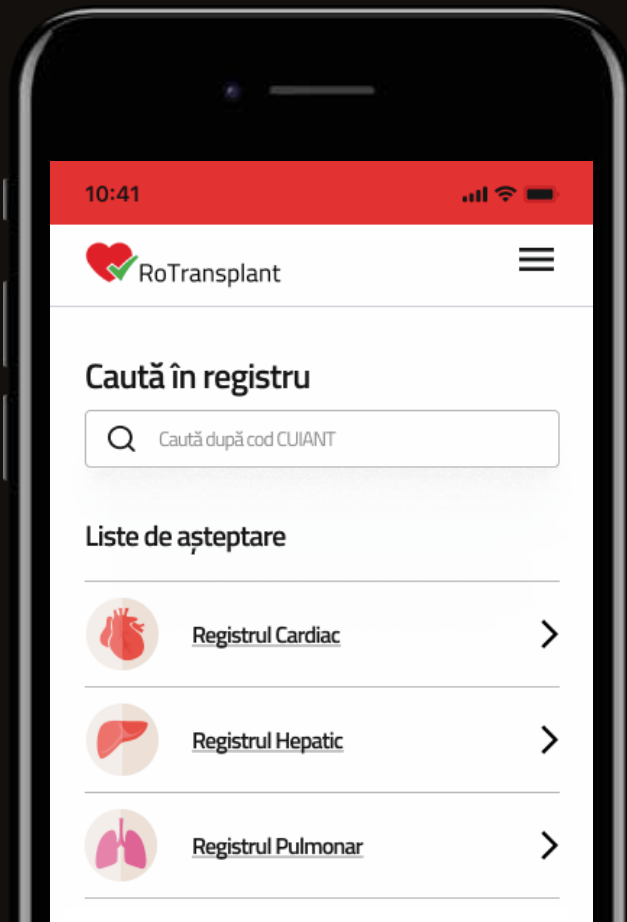 10:41
RoTransplant
Caută în registru
Caută după cod CUIANT
Liste de așteptare
Registrul Cardiac
Registrul Hepatic
Registrul Pulmonar